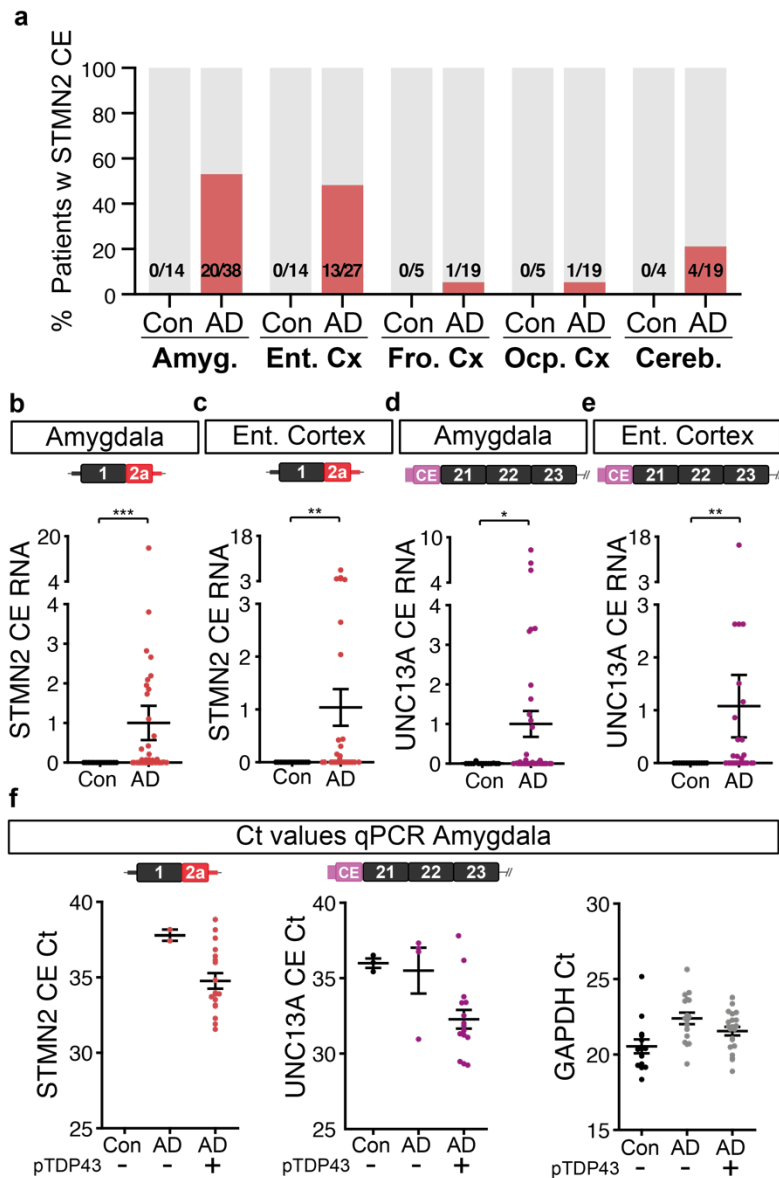 a
% Patients w STMN2 CE
100
80
60
40
20
0
0/14 20/38 0/14 13/27 0/5 1/19 0/5 1/19 0/4 4/19
Con AD Con AD Con AD Con AD Con AD
Amyg. Ent. Cx Fro. Cx Ocp. Cx Cereb.
b
Amygdala
1 2a
***
STMN2 CE RNA
20
4
4
3
2
1
0
Con AD
c
Ent. Cortex
1 2a
**
STMN2 CE RNA
18
3
3
2
1
0
Con AD
d
Amygdala
CE 21 22 23 //
*
UNC13A CE RNA
10
4
4
3
2
1
0
Con AD
e
Ent. Cortex
CE 21 22 23 //
**
UNC13A CE RNA
18
3
3
2
1
0
Con AD
f
Ct values qPCR Amygdala
1 2a
STMN2 CE Ct
40
35
30
25
Con AD AD
pTDP43 - - +
CE 21 22 23 //
UNC13A CE Ct
40
35
30
25
Con AD AD
pTDP43 - - +
GAPDH Ct
30
25
20
15
Con AD AD
pTDP43 - - +